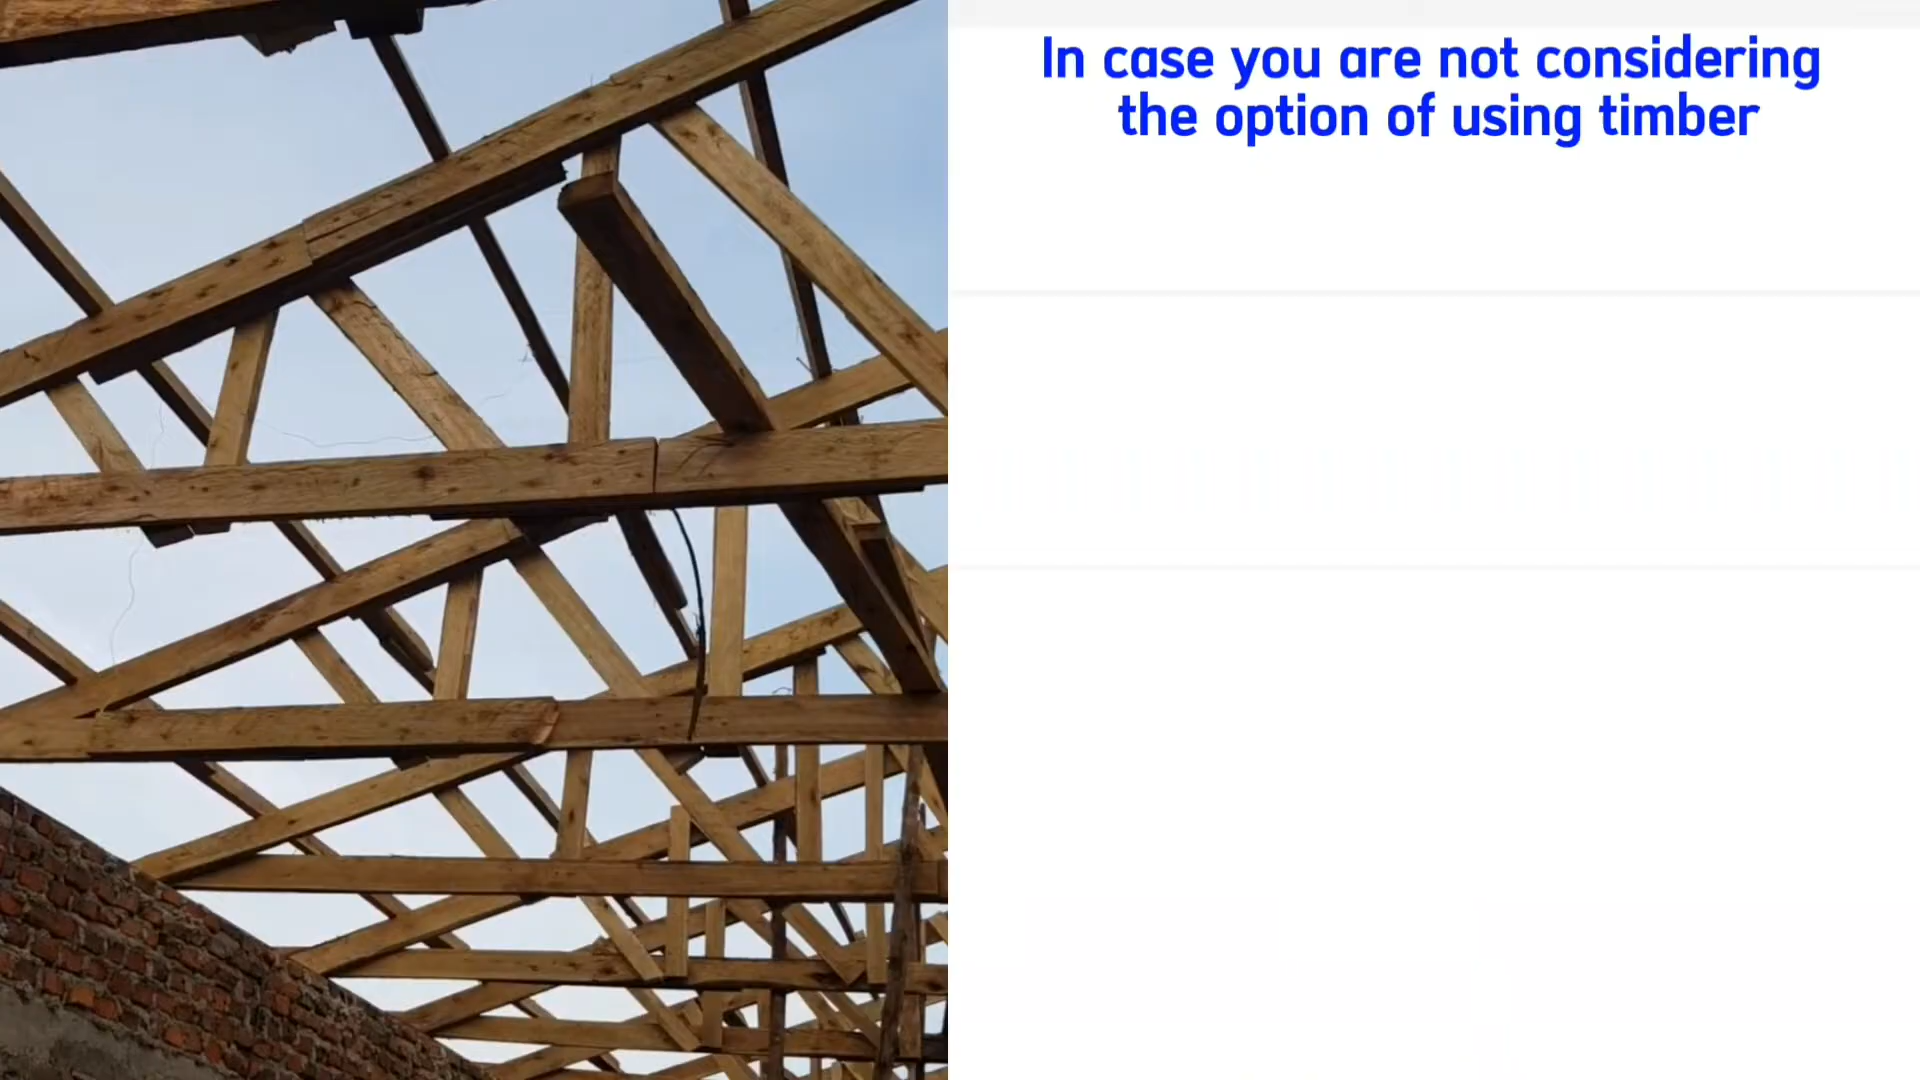 In case you are not considering
the option of using timber